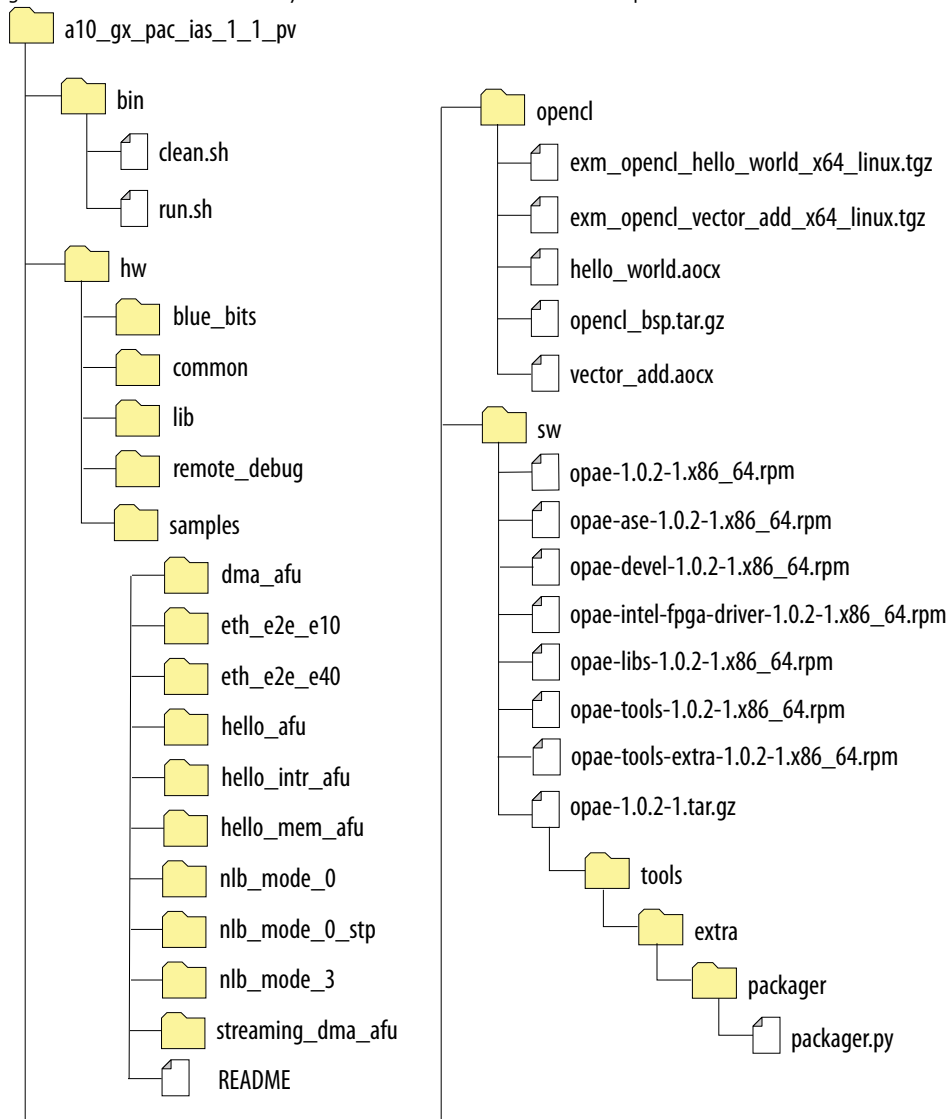 a10_gx_pac_ias_1_1_pv
bin
clean.sh
run.sh
hw
blue_bits
common
lib
remote_debug
samples
dma_afu
eth_e2e_e10
eth_e2e_e40
hello_afu
hello_intr_afu
hello_mem_afu
nlb_mode_0
nlb_mode_0_stp
nlb_mode_3
streaming_dma_afu
README
opencl
exm_opencl_hello_world_x64_linux.tgz
exm_opencl_vector_add_x64_linux.tgz
hello_world.aocx
opencl_bsp.tar.gz
vector_add.aocx
sw
opae-1.0.2-1.x86_64.rpm
opae-ase-1.0.2-1.x86_64.rpm
opae-devel-1.0.2-1.x86_64.rpm
opae-intel-fpga-driver-1.0.2-1.x86_64.rpm
opae-libs-1.0.2-1.x86_64.rpm
opae-tools-1.0.2-1.x86_64.rpm
opae-tools-extra-1.0.2-1.x86_64.rpm
opae-1.0.2-1.tar.gz
tools
extra
packager
packager.py